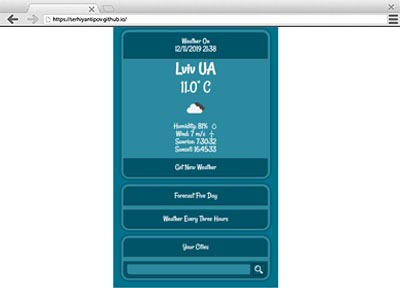 https://serhiyantipov.github.io/
Weather On
12/11/2019 21:38
Lviv UA
11.0° C
Humidity: 81%
Wind: 7 m/s
Sunrise: 7:30:32
Sunset: 16:45:33
Get New Weather
Forecast Five Day
Weather Every Three Hours
Your Cities